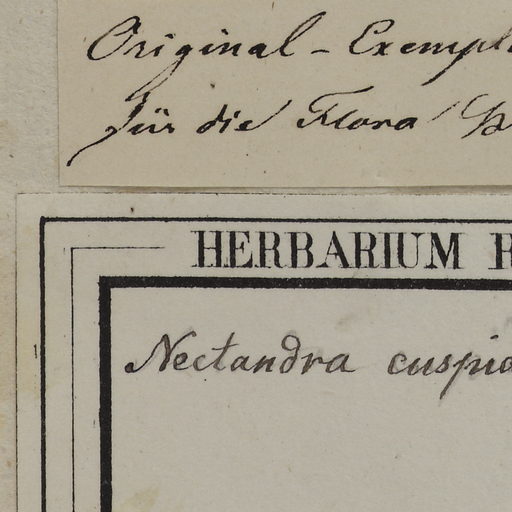 Original-Exempl
für die Flora
HERBARIUM
Nectandra cuspid